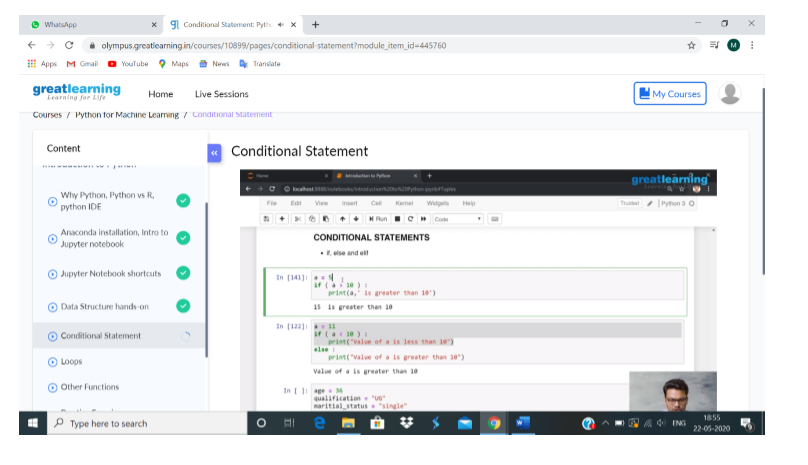 WhatsApp
Conditional Statement: Pytho
olympus.greatlearning.in/courses/10899/pages/conditional-statement?module_item_id=445760
M
Apps
Gmail
YouTube
Maps
News
Translate
greatlearning
Learning for Life
Home
Live Sessions
My Courses
Courses / Python for Machine Learning / Conditional Statement
Content
Why Python, Python vs R,
python IDE
Anaconda installation, Intro to
Jupyter notebook
Jupyter Notebook shortcuts
Data Structure hands-on
Conditional Statement
Loops
Other Functions
Conditional Statement
Home
Introduction to Python
greatlearning
File Edit View Insert Cell Kernel Widgets Help
Trusted
Python 3
Run
Code
CONDITIONAL STATEMENTS
if, else and elif
In [141]: a = 5
if ( a > 10 ) :
print(a,' is greater than 10')
15 is greater than 10
In [122]: a = 11
if ( a < 10 ) :
print("Value of a is less than 10")
else :
print("Value of a is greater than 10")
Value of a is greater than 10
In [ ]: age = 36
qualification = "UG"
maritial_status = "single"
Type here to search
ENG
18:55
22-05-2020